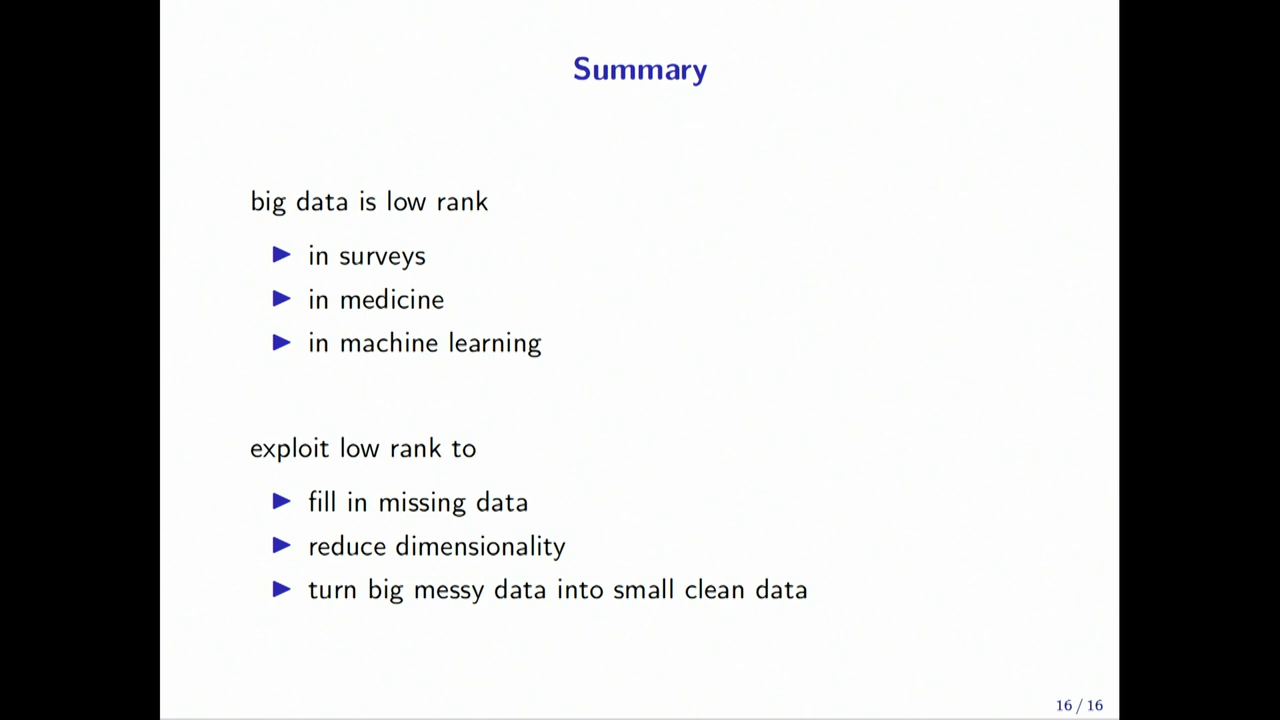 Summary
big data is low rank
▶ in surveys
▶ in medicine
▶ in machine learning
exploit low rank to
▶ fill in missing data
▶ reduce dimensionality
▶ turn big messy data into small clean data
16 / 16